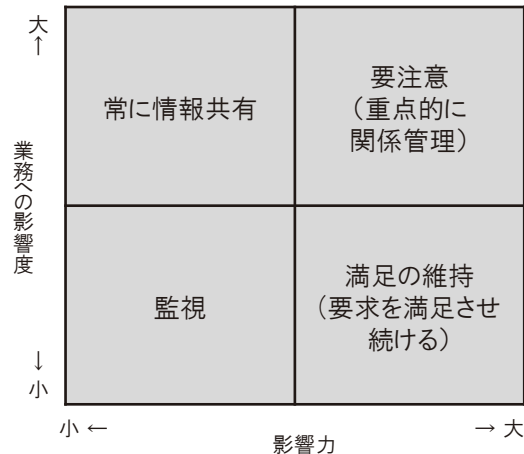 大
↑
常に情報共有
要注意
（重点的に
関係管理）
業務への影響度
監視
満足の維持
（要求を満足させ
続ける）
↓
小
小 ←
→ 大
影響力